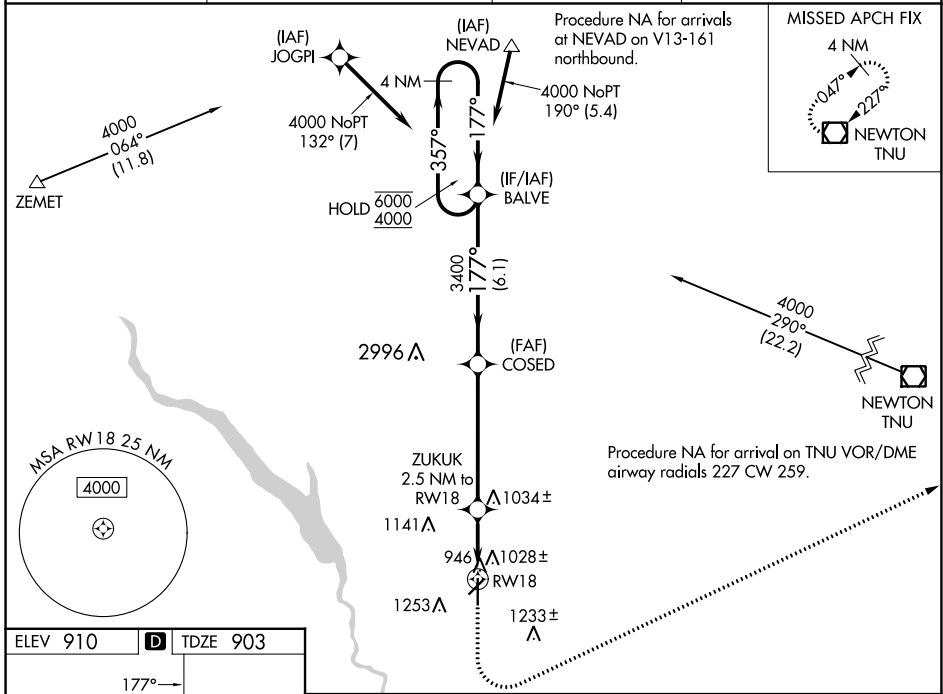 (IAF)
JOGPI
(IAF)
NEVAD
Procedure NA for arrivals
at NEVAD on V13-161
northbound.
MISSED APCH FIX
4 NM
047°
227°
NEWTON
TNU
4 NM
4000 NoPT
190° (5.4)
4000 NoPT
132° (7)
357°
177°
4000
064°
(11.8)
ZEMET
HOLD 6000
4000
(IF/IAF)
BALVE
3400
177°
(6.1)
4000
290°
(22.2)
2996
(FAF)
COSED
NEWTON
TNU
Procedure NA for arrival on TNU VOR/DME
airway radials 227 CW 259.
MSA RW18 25 NM
4000
ZUKUK
2.5 NM to
RW18
1034±
1141
946
1028±
RW18
1253
1233±
ELEV 910 D TDZE 903
177°